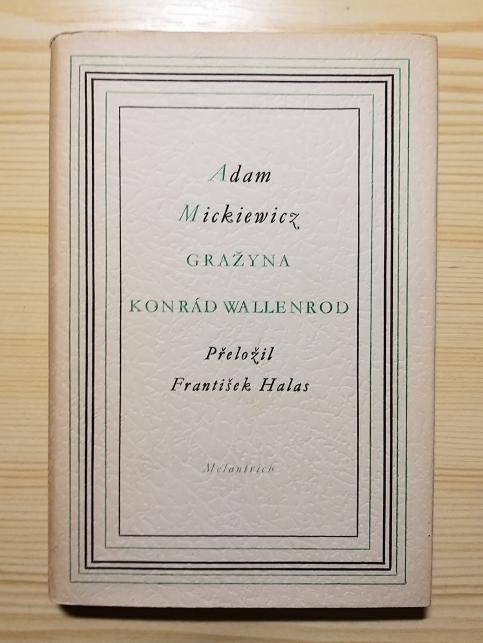 Adam
Mickiewicz
GRAŽYNA
KONRÁD WALLENROD
Přeložil
František Halas
Melantrich